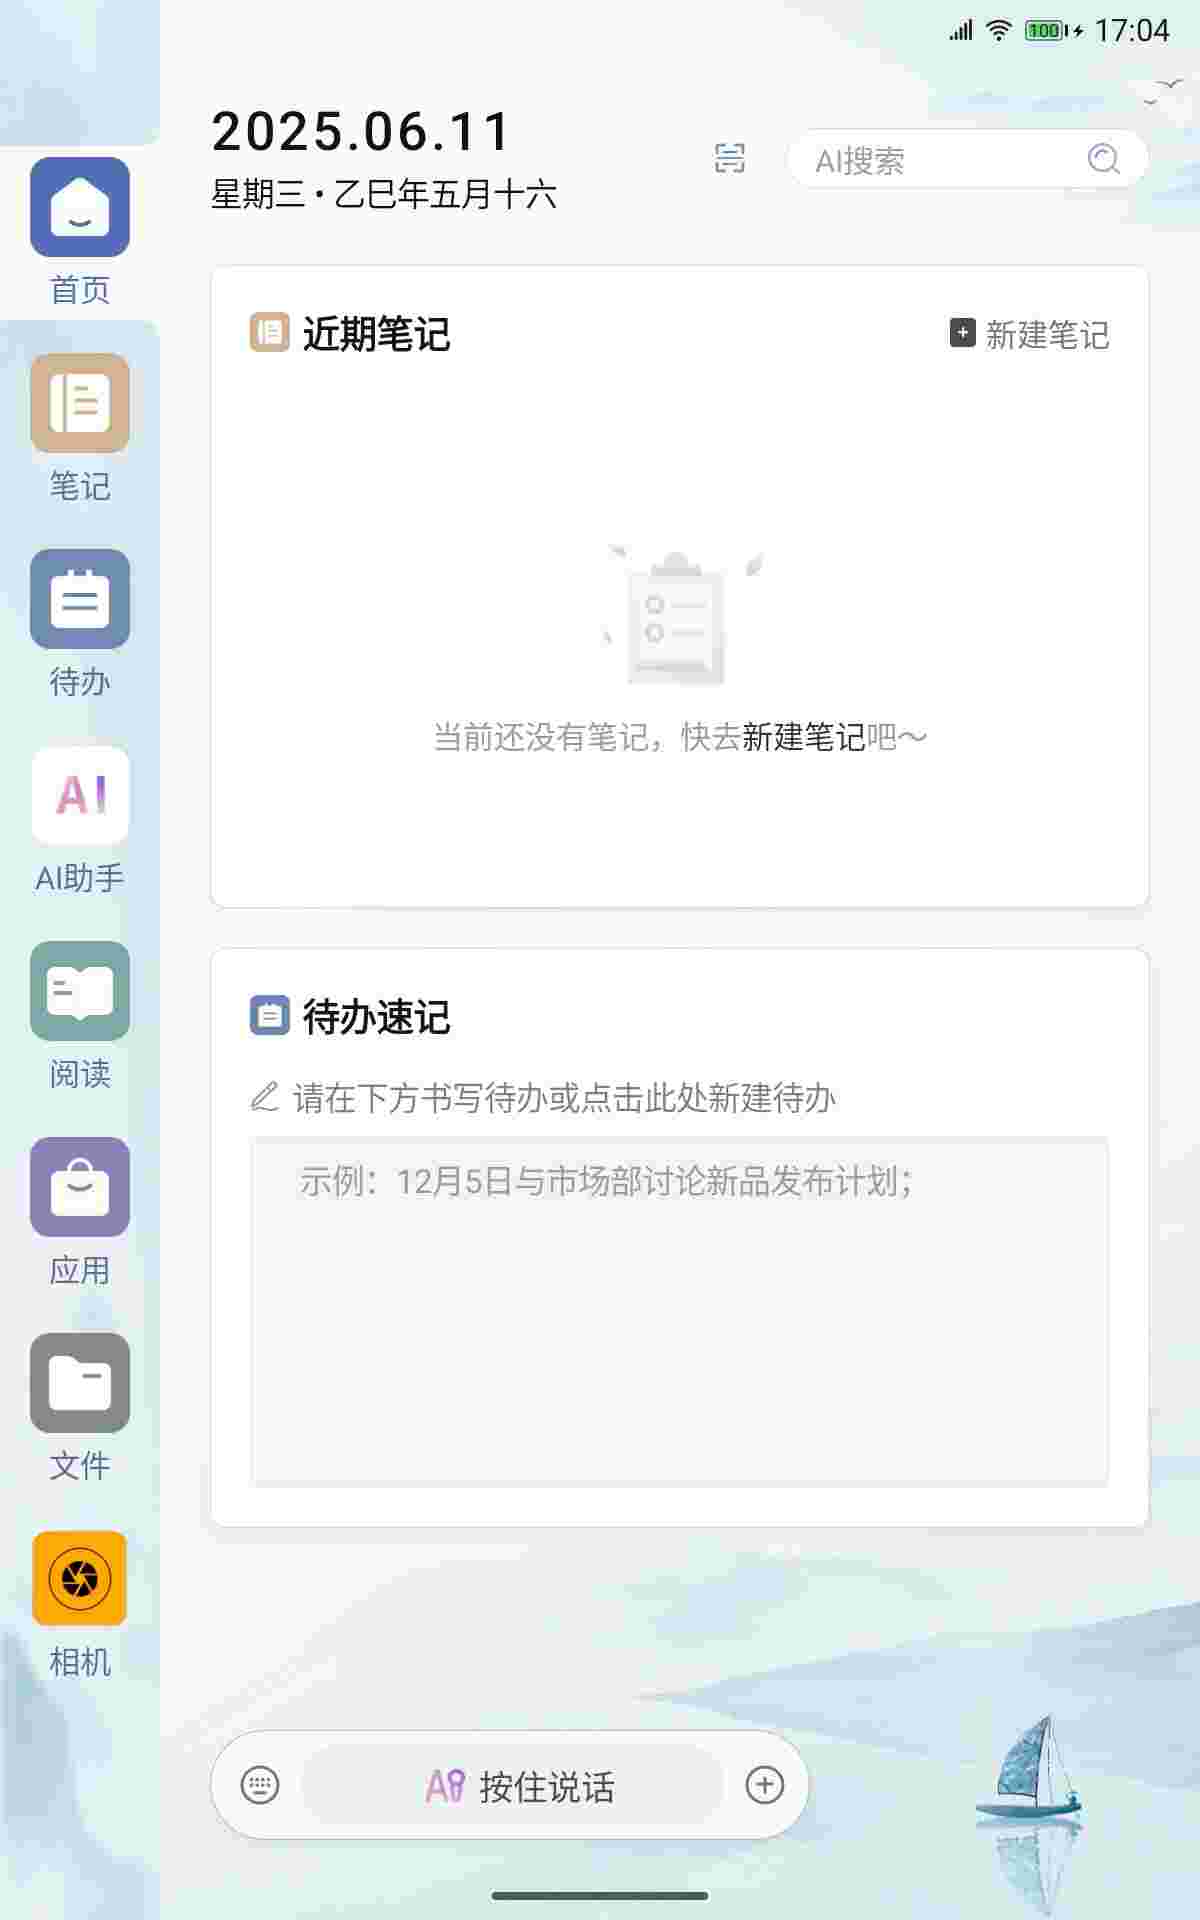 100 17:04
2025.06.11
星期三·乙巳年五月十六
AI搜索
首页
笔记
待办
AI
AI助手
阅读
应用
文件
相机
近期笔记
新建笔记
当前还没有笔记，快去新建笔记吧～
待办速记
请在下方书写待办或点击此处新建待办
示例：12月5日与市场部讨论新品发布计划；
AI 按住说话